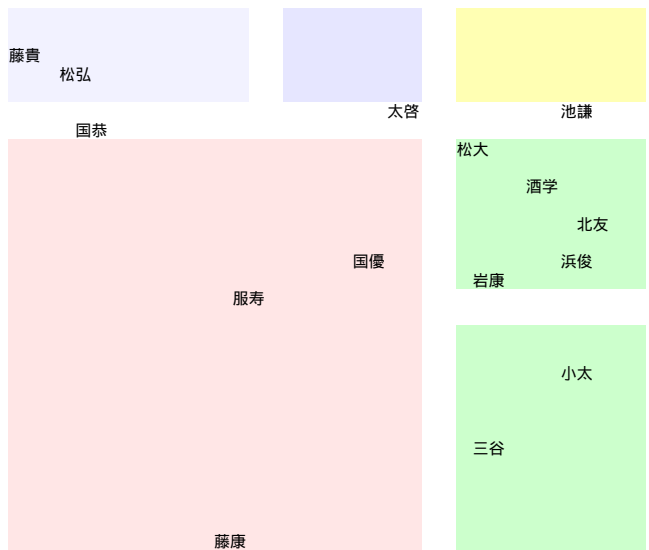 藤貴
松弘
太啓
池謙
国恭
松大
酒学
北友
国優
浜俊
岩康
服寿
小太
三谷
藤康